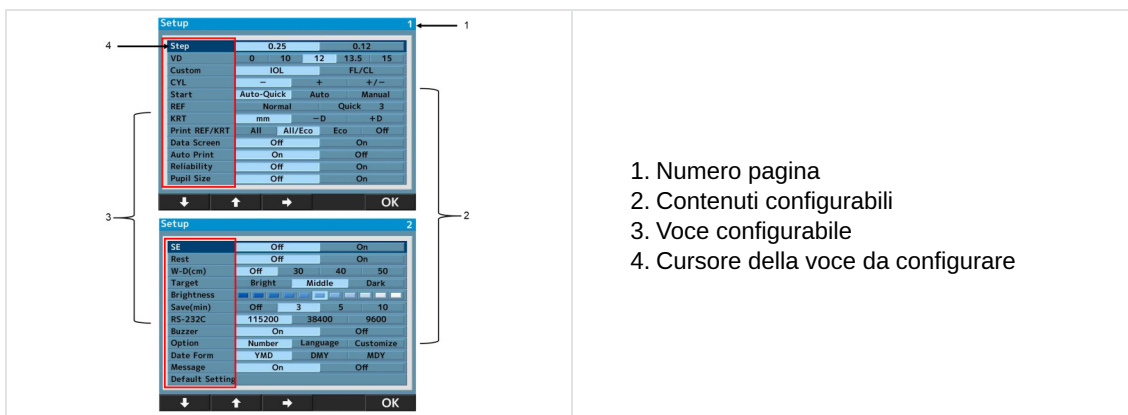 Setup 1
1
4
Step 0.25 0.12
VD 0 10 12 13.5 15
Custom IOL FL/CL
CYL − + +/−
Start Auto-Quick Auto Manual
REF Normal Quick 3
KRT mm −D +D
Print REF/KRT All All/Eco Eco Off
Data Screen Off On
Auto Print On Off
Reliability Off On
Pupil Size Off On
OK
3
2
Setup 2
SE Off On
Rest Off On
W-D(cm) Off 30 40 50
Target Bright Middle Dark
Brightness
Save(min) Off 3 5 10
RS-232C 115200 38400 9600
Buzzer On Off
Option Number Language Customize
Date Form YMD DMY MDY
Message On Off
Default Setting
OK
1. Numero pagina
2. Contenuti configurabili
3. Voce configurabile
4. Cursore della voce da configurare